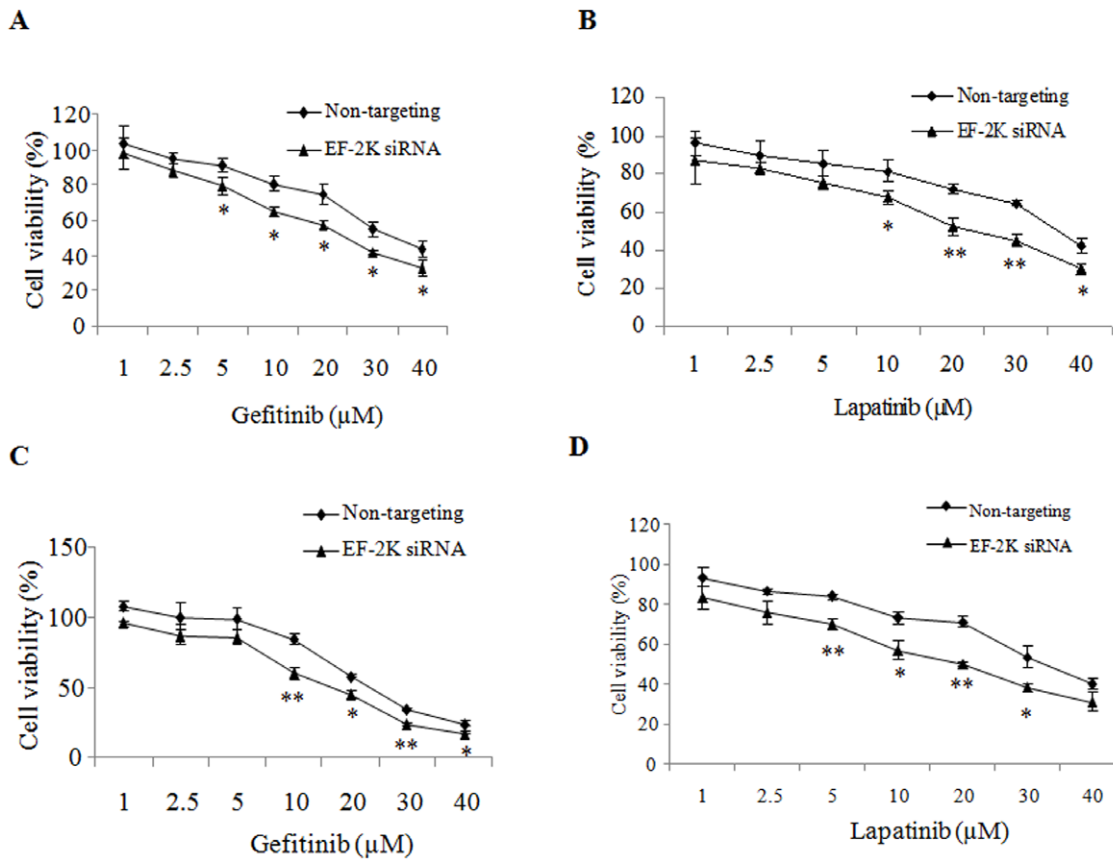 A
Non-targeting
EF-2K siRNA
Cell viability (%)
120
100
80
60
40
20
0
* * * * *
1 2.5 5 10 20 30 40
Gefitinib (µM)
B
Non-targeting
EF-2K siRNA
Cell viability (%
120
100
80
60
40
20
0
* ** ** *
1 2.5 5 10 20 30 40
Lapatinib (µM)
C
Non-targeting
EF-2K siRNA
Cell viability (%)
150
100
50
0
** * ** *
1 2.5 5 10 20 30 40
Gefitinib (µM)
D
Non-targeting
EF-2K siRNA
Cell viability (%)
120
100
80
60
40
20
0
** * ** *
1 2.5 5 10 20 30 40
Lapatinib (µM)